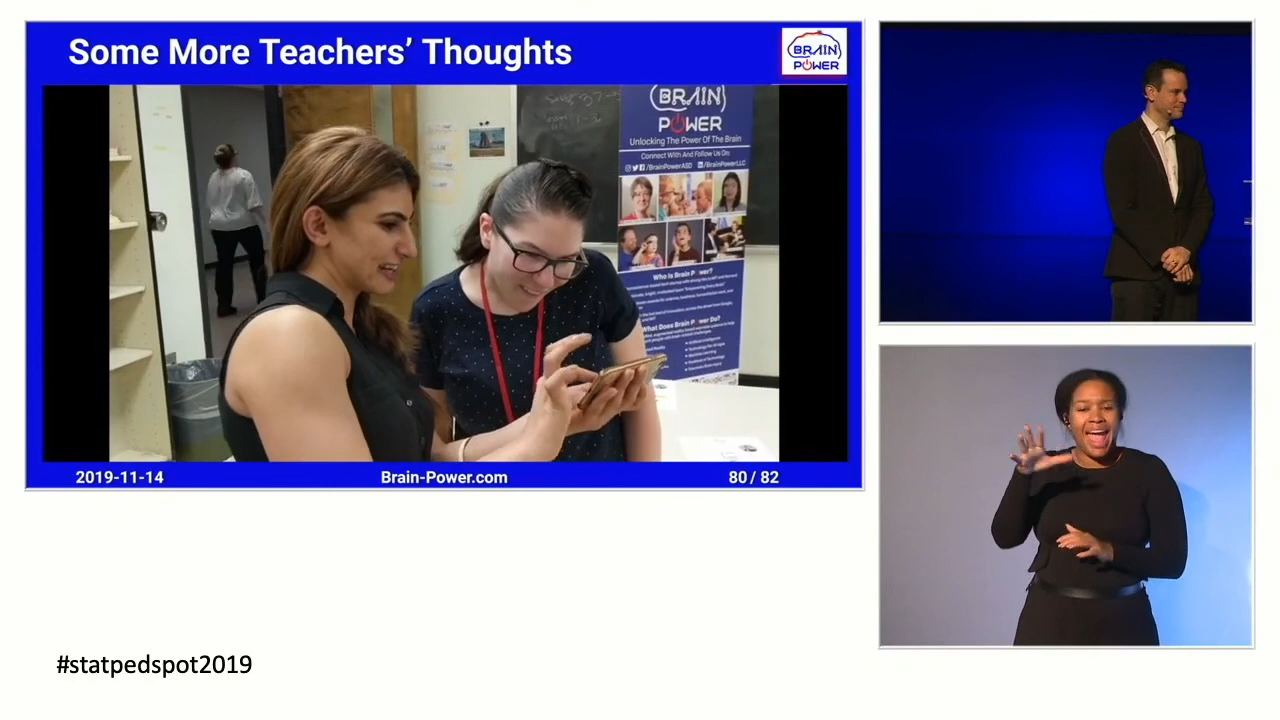 Some More Teachers’ Thoughts
BRAIN
POWER
BRAIN
POWER
Unlocking The Power Of The Brain
Connect With And Follow Us On:
/BrainPowerASD /BrainPowerLLC
Who Is Brain Power?
What Does Brain Power Do?
2019-11-14
Brain-Power.com
80 / 82
#statpedspot2019